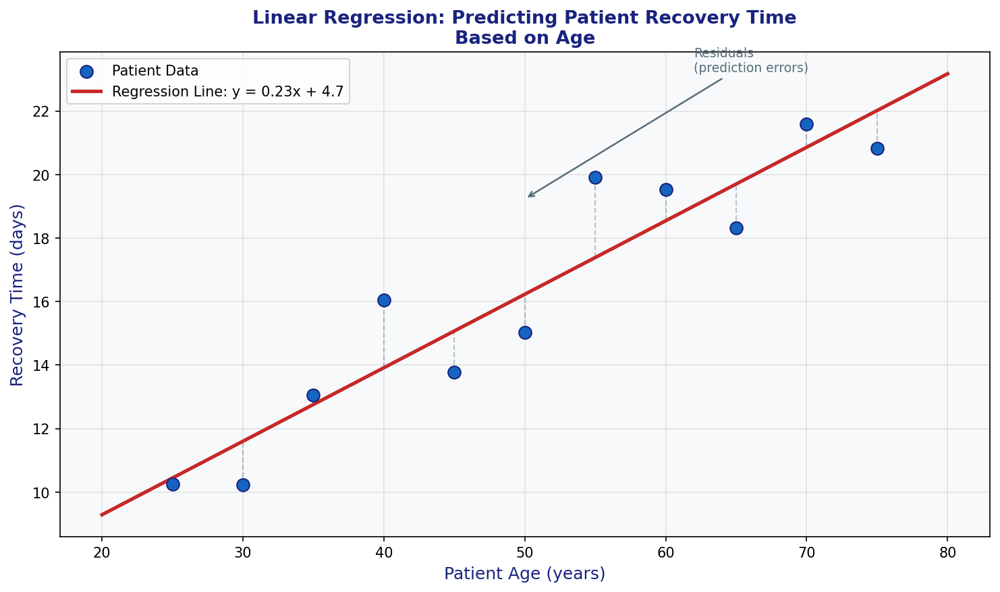 Linear Regression: Predicting Patient Recovery Time
Based on Age
Residuals
(prediction errors)
Patient Data
Regression Line: y = 0.23x + 4.7
Recovery Time (days)
22
20
18
16
14
12
10
20 30 40 50 60 70 80
Patient Age (years)